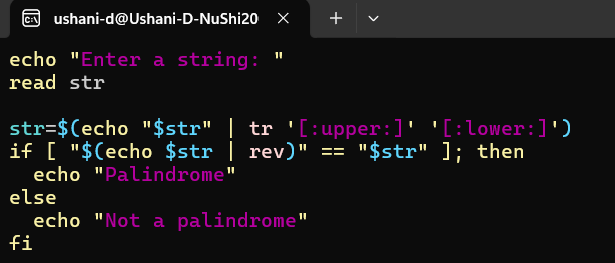 ushani-d@Ushani-D-NuShi20
echo "Enter a string: "
read str

str=$(echo "$str" | tr '[:upper:]' '[:lower:]')
if [ "$(echo $str | rev)" == "$str" ]; then
  echo "Palindrome"
else
  echo "Not a palindrome"
fi